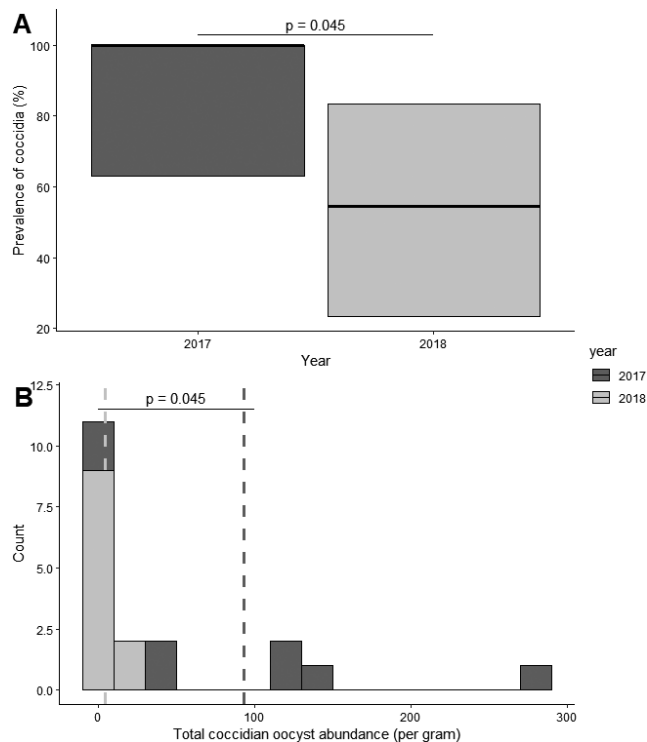 A
p = 0.045
Prevalence of coccidia (%)
100
80
60
40
20
2017
2018
Year
year
2017
2018
B
p = 0.045
Count
12.5
10.0
7.5
5.0
2.5
0.0
0
100
200
300
Total coccidian oocyst abundance (per gram)